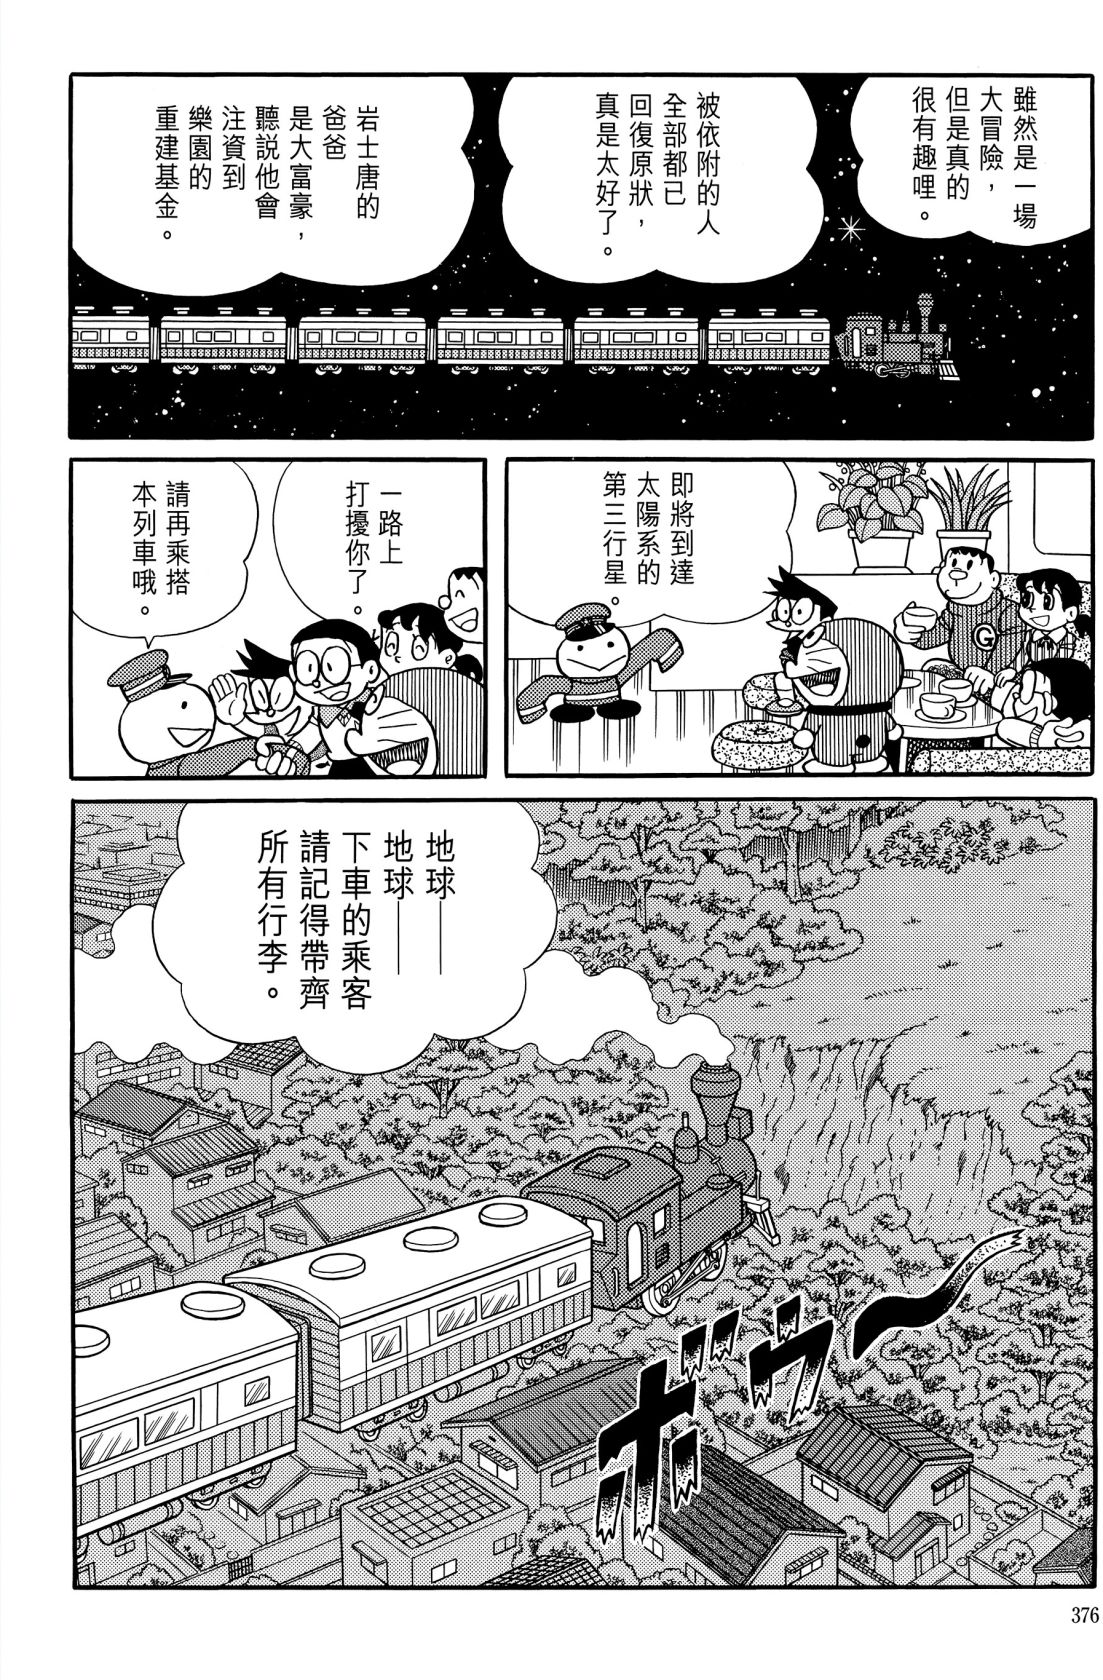 雖然是一場
大冒險，
但是真的
很有趣哩。
被依附的人
全部都已
回復原狀，
真是太好了。
岩士唐的
爸爸
是大富豪，
聽說他會
注資到
樂園的
重建基金。
即將到達
太陽系的
第三行星。
一路上
打擾你了。
請再乘搭
本列車哦。
地球——
地球——
下車的乘客
請記得帶齊
所有行李。
ボウー
G
376